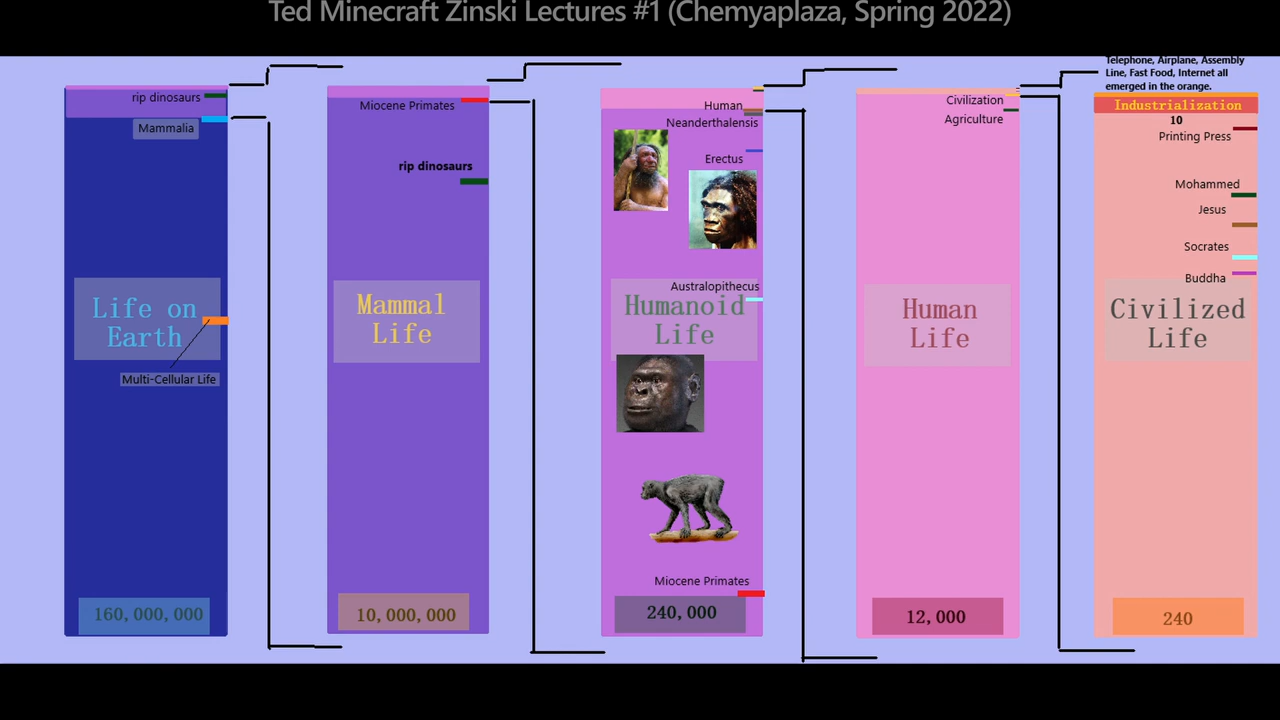 Ted Minecraft Zinski Lectures #1 (Chemyaplaza, Spring 2022)
rip dinosaurs
Mammalia
Life on
Earth
Multi-Cellular Life
160,000,000
Miocene Primates
rip dinosaurs
Mammal
Life
10,000,000
Human
Neanderthalensis
Erectus
Australopithecus
Humanoid
Life
Miocene Primates
240,000
Civilization
Agriculture
Human
Life
12,000
Telephone, Airplane, Assembly
Line, Fast Food, Internet all
emerged in the orange.
Industrialization
10
Printing Press
Mohammed
Jesus
Socrates
Buddha
Civilized
Life
240